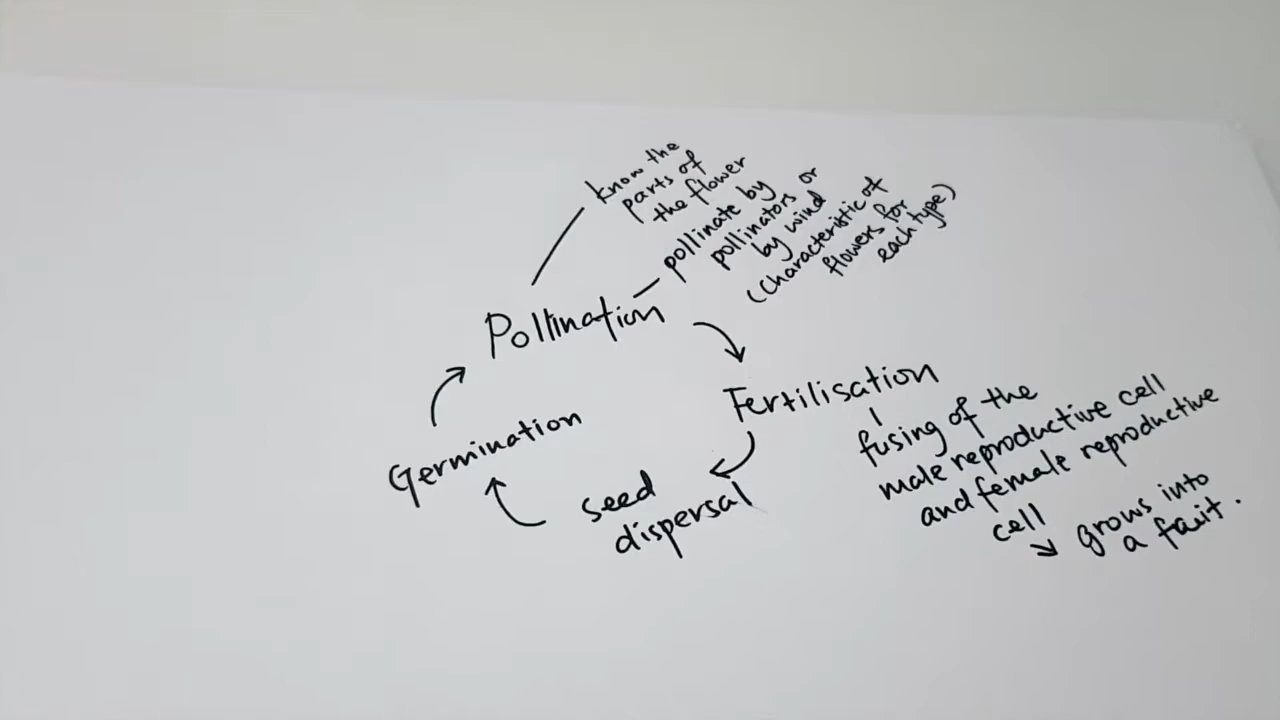 know the
parts of
the flower
pollinate by
pollinators or
by wind
(characteristic of
flowers for
each type)
Pollination
Fertilisation
fusing of the
male reproductive cell
and female reproductive
cell
grows into
a fruit.
seed
dispersal
Germination